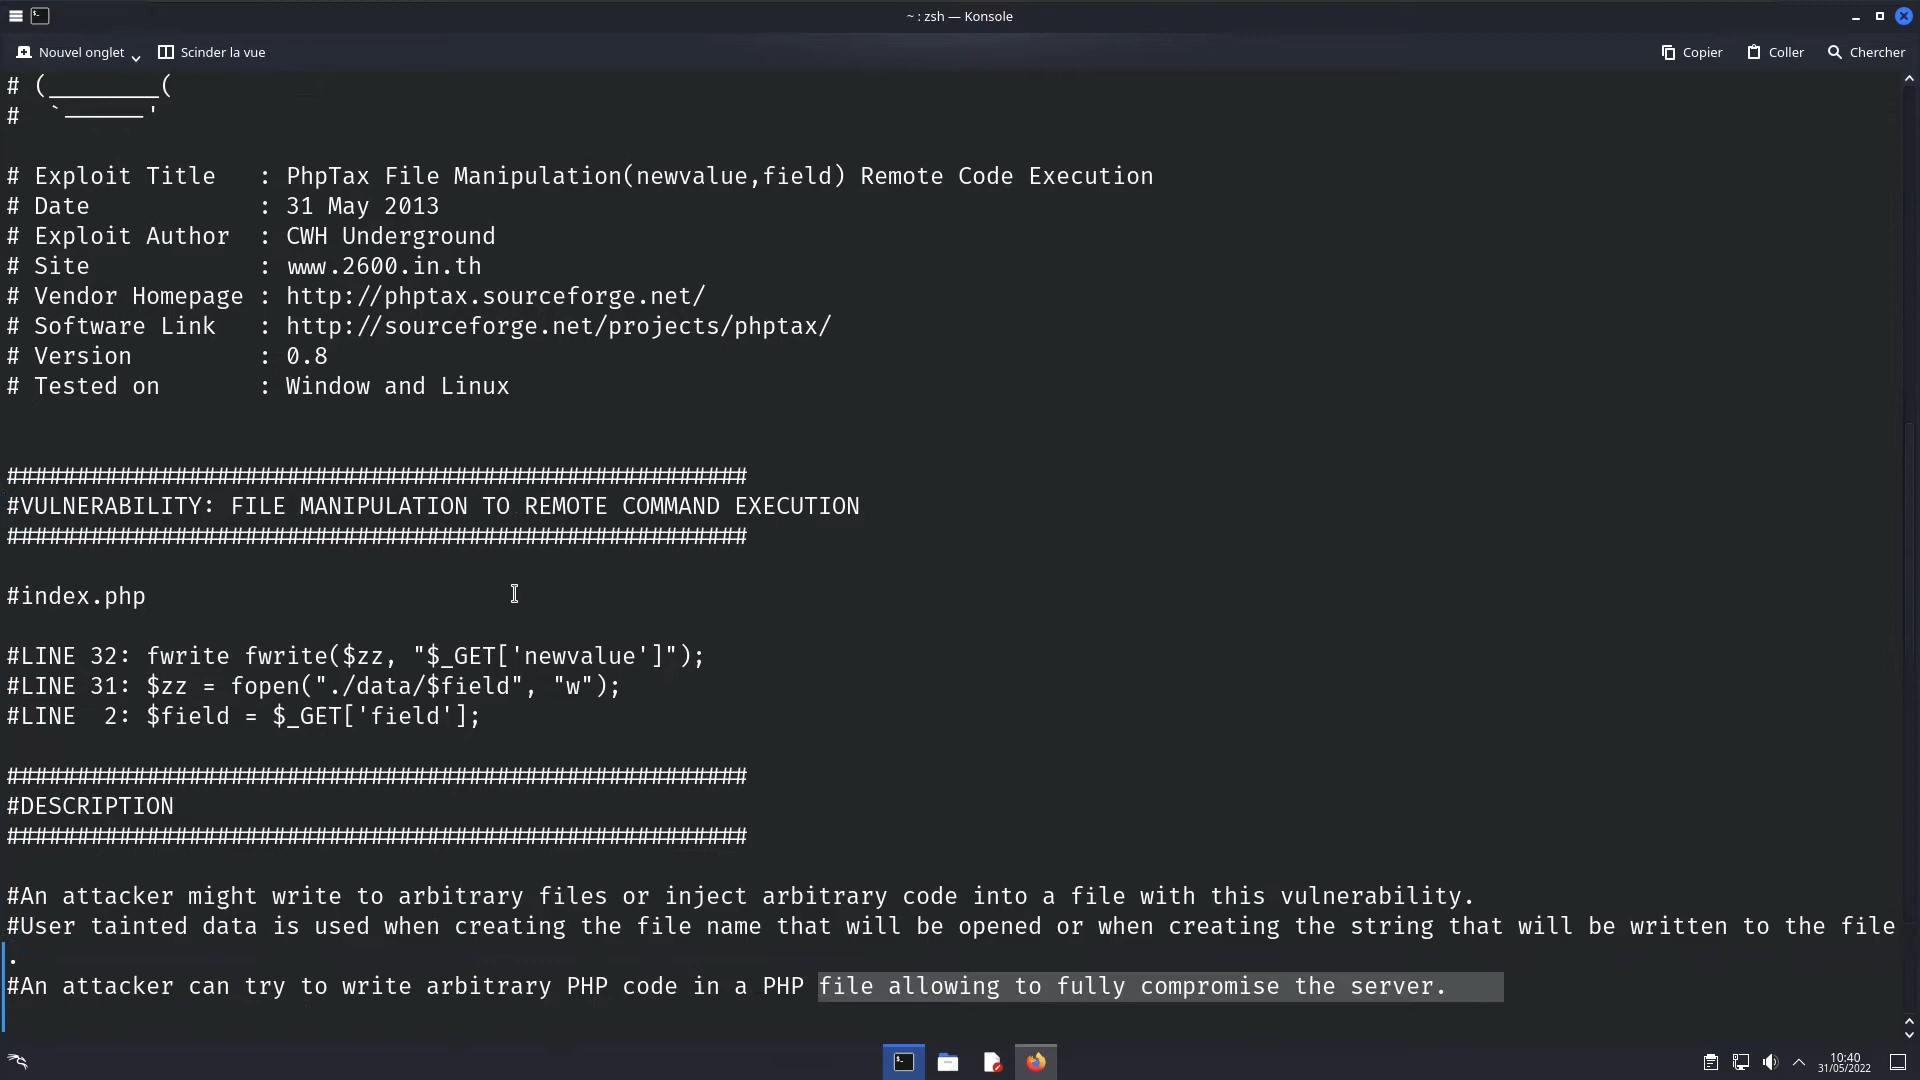 ~ : zsh — Konsole
Nouvel onglet
Scinder la vue
Copier
Coller
Chercher
# (________(
#  `──────'
# Exploit Title   : PhpTax File Manipulation(newvalue,field) Remote Code Execution
# Date            : 31 May 2013
# Exploit Author  : CWH Underground
# Site            : www.2600.in.th
# Vendor Homepage : http://phptax.sourceforge.net/
# Software Link   : http://sourceforge.net/projects/phptax/
# Version         : 0.8
# Tested on       : Window and Linux
#####################################################
#VULNERABILITY: FILE MANIPULATION TO REMOTE COMMAND EXECUTION
#####################################################
#index.php
#LINE 32: fwrite fwrite($zz, "$_GET['newvalue']");
#LINE 31: $zz = fopen("./data/$field", "w");
#LINE  2: $field = $_GET['field'];
#####################################################
#DESCRIPTION
#####################################################
#An attacker might write to arbitrary files or inject arbitrary code into a file with this vulnerability.
#User tainted data is used when creating the file name that will be opened or when creating the string that will be written to the file
.
#An attacker can try to write arbitrary PHP code in a PHP file allowing to fully compromise the server.
10:40
31/05/2022